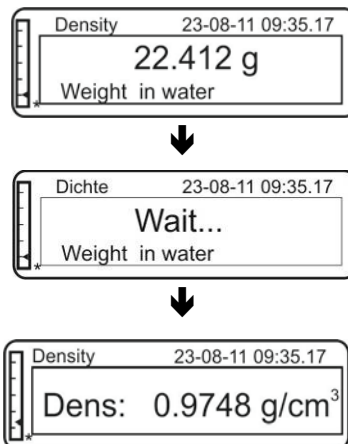 Density 23-08-11 09:35.17
22.412 g
Weight in water
*
Dichte 23-08-11 09:35.17
Wait...
Weight in water
*
Density 23-08-11 09:35.17
Dens: 0.9748 g/cm³
*